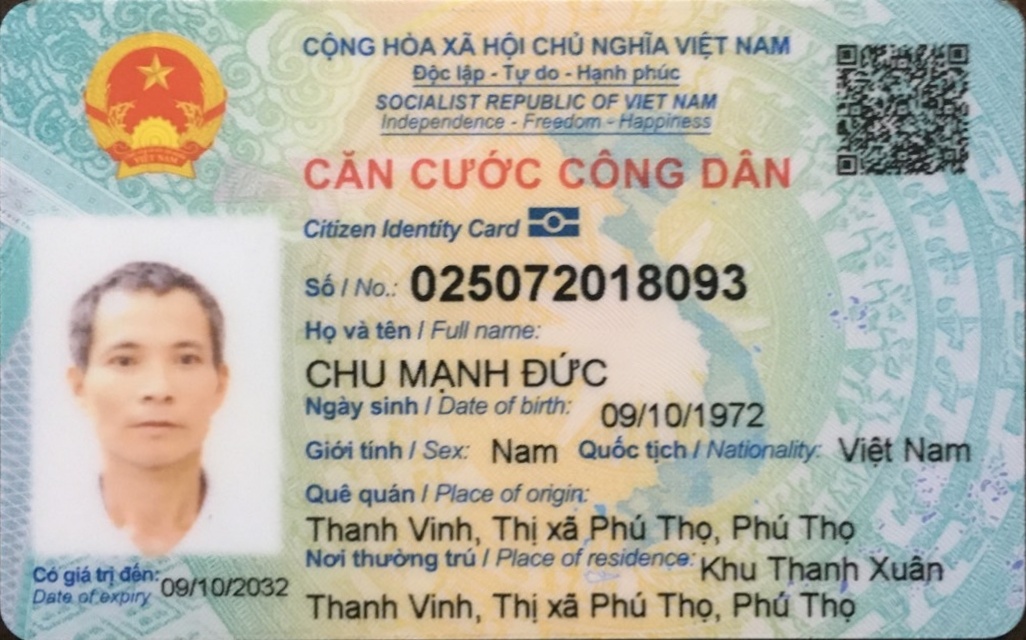 CỘNG HÒA XÃ HỘI CHỦ NGHĨA VIỆT NAM
Độc lập - Tự do - Hạnh phúc
SOCIALIST REPUBLIC OF VIET NAM
Independence - Freedom - Happiness
CĂN CƯỚC CÔNG DÂN
Citizen Identity Card
Số / No.: 025072018093
Họ và tên / Full name:
CHU MẠNH ĐỨC
Ngày sinh / Date of birth: 09/10/1972
Giới tính / Sex: Nam Quốc tịch / Nationality: Việt Nam
Quê quán / Place of origin:
Thanh Vinh, Thị xã Phú Thọ, Phú Thọ
Nơi thường trú / Place of residence: Khu Thanh Xuân
Thanh Vinh, Thị xã Phú Thọ, Phú Thọ
Có giá trị đến: 09/10/2032
Date of expiry
VIỆT NAM